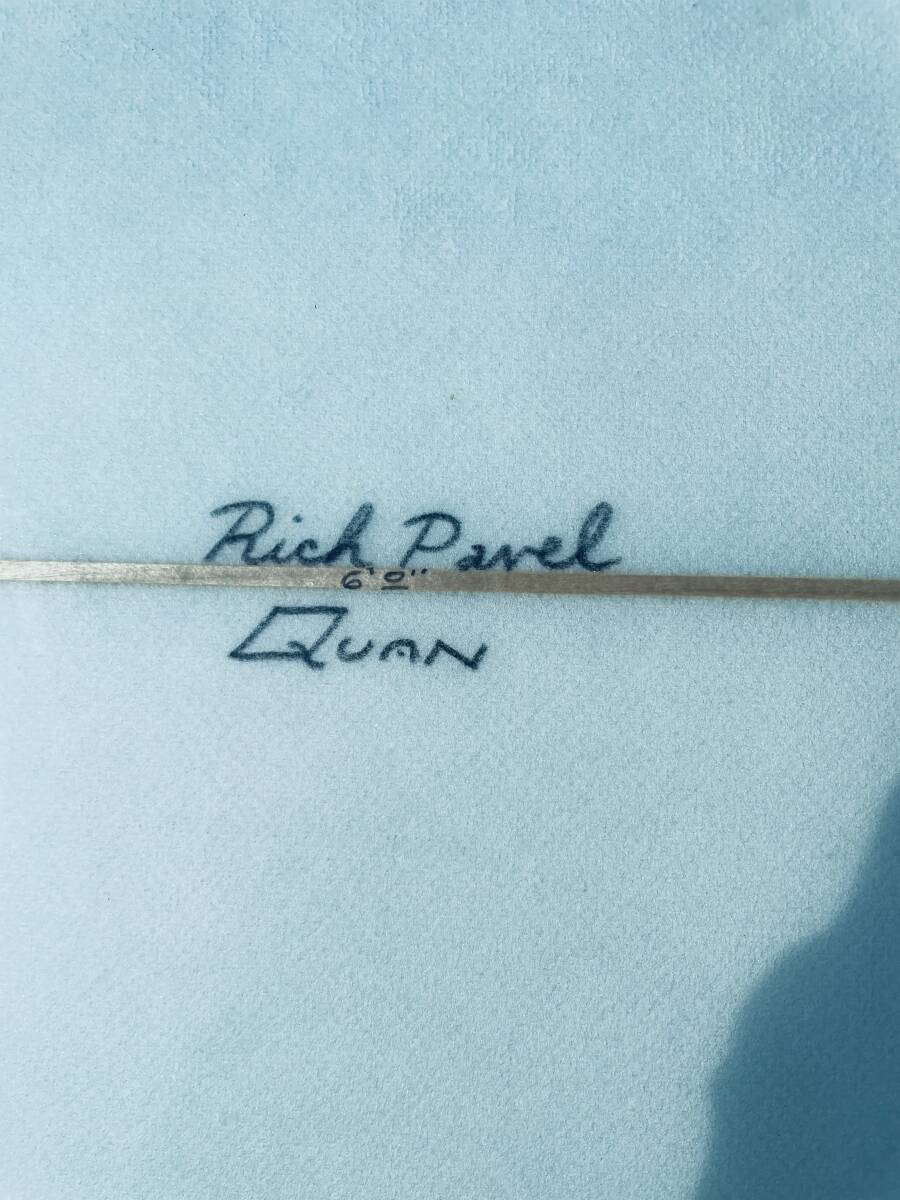 Rich Pavel
6' 0"
Quan